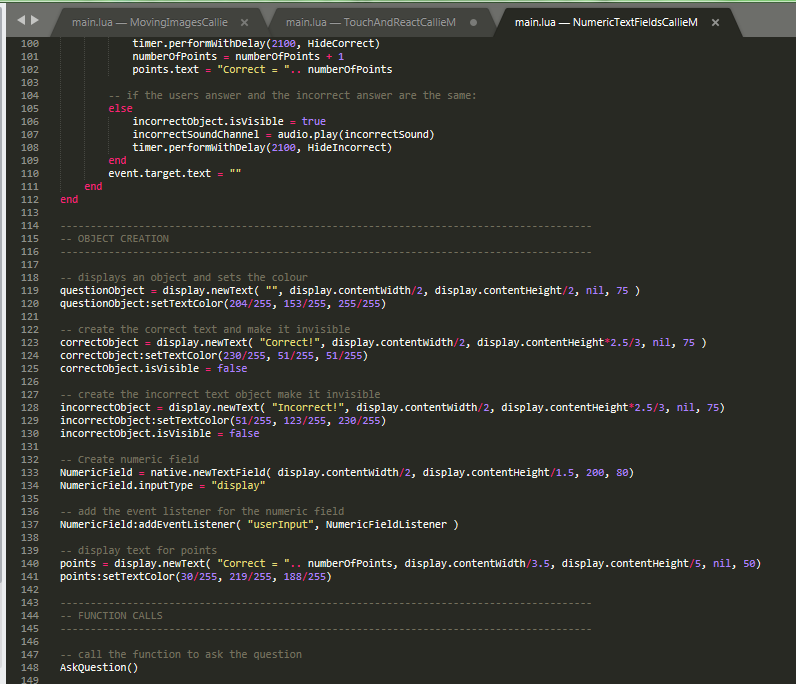 main.lua — MovingImagesCallie × main.lua — TouchAndReactCallieM main.lua — NumericTextFieldsCallieM ×
100 timer.performWithDelay(2100, HideCorrect)
101 numberOfPoints = numberOfPoints + 1
102 points.text = "Correct = ".. numberOfPoints
103
104 -- if the users answer and the incorrect answer are the same:
105 else
106 incorrectObject.isVisible = true
107 incorrectSoundChannel = audio.play(incorrectSound)
108 timer.performWithDelay(2100, HideIncorrect)
109 end
110 event.target.text = ""
111 end
112 end
113
114 ----------------------------------------------------------------------------------------
115 -- OBJECT CREATION
116 ----------------------------------------------------------------------------------------
117
118 -- displays an object and sets the colour
119 questionObject = display.newText( "", display.contentWidth/2, display.contentHeight/2, nil, 75 )
120 questionObject:setTextColor(204/255, 153/255, 255/255)
121
122 -- create the correct text and make it invisible
123 correctObject = display.newText( "Correct!", display.contentWidth/2, display.contentHeight*2.5/3, nil, 75 )
124 correctObject:setTextColor(230/255, 51/255, 51/255)
125 correctObject.isVisible = false
126
127 -- create the incorrect text object make it invisible
128 incorrectObject = display.newText( "Incorrect!", display.contentWidth/2, display.contentHeight*2.5/3, nil, 75)
129 incorrectObject:setTextColor(51/255, 123/255, 230/255)
130 incorrectObject.isVisible = false
131
132 -- Create numeric field
133 NumericField = native.newTextField( display.contentWidth/2, display.contentHeight/1.5, 200, 80)
134 NumericField.inputType = "display"
135
136 -- add the event listener for the numeric field
137 NumericField:addEventListener( "userInput", NumericFieldListener )
138
139 -- display text for points
140 points = display.newText( "Correct = ".. numberOfPoints, display.contentWidth/3.5, display.contentHeight/5, nil, 50)
141 points:setTextColor(30/255, 219/255, 188/255)
142
143 ----------------------------------------------------------------------------------------
144 -- FUNCTION CALLS
145 ----------------------------------------------------------------------------------------
146
147 -- call the function to ask the question
148 AskQuestion()
149